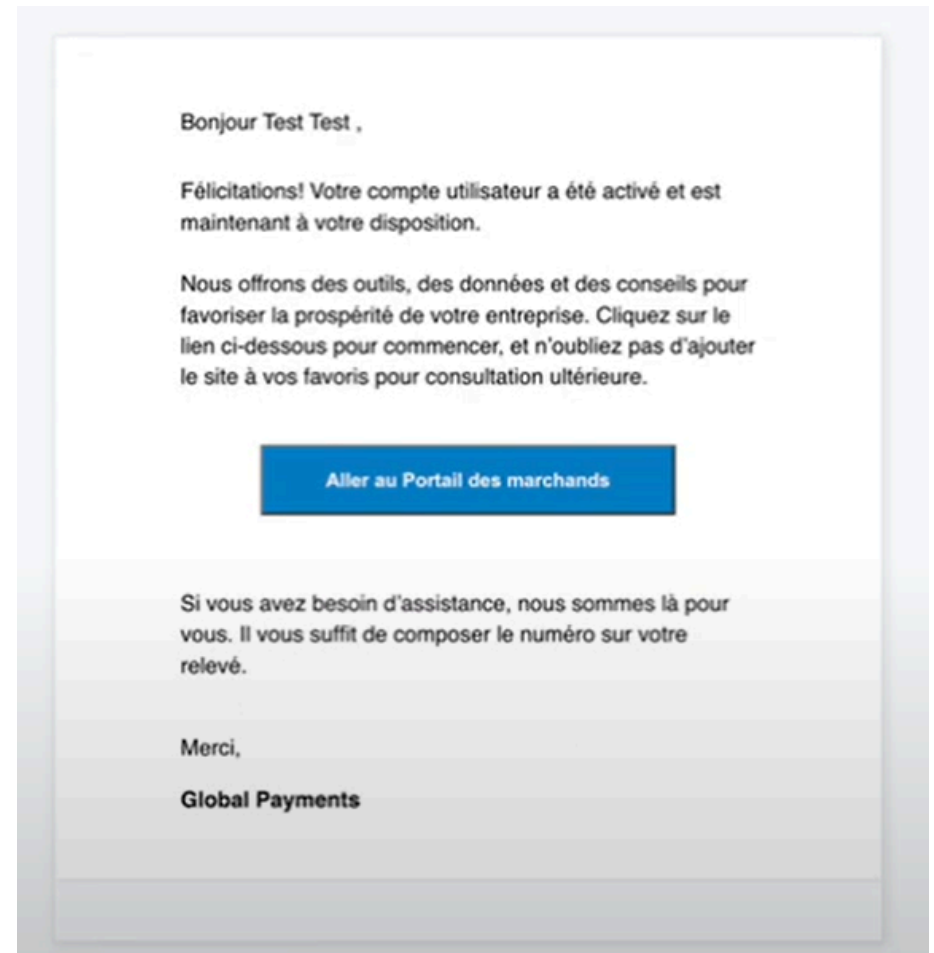 Bonjour Test Test ,
Félicitations! Votre compte utilisateur a été activé et est
maintenant à votre disposition.
Nous offrons des outils, des données et des conseils pour
favoriser la prospérité de votre entreprise. Cliquez sur le
lien ci-dessous pour commencer, et n'oubliez pas d'ajouter
le site à vos favoris pour consultation ultérieure.
Aller au Portail des marchands
Si vous avez besoin d'assistance, nous sommes là pour
vous. Il vous suffit de composer le numéro sur votre
relevé.
Merci,
Global Payments